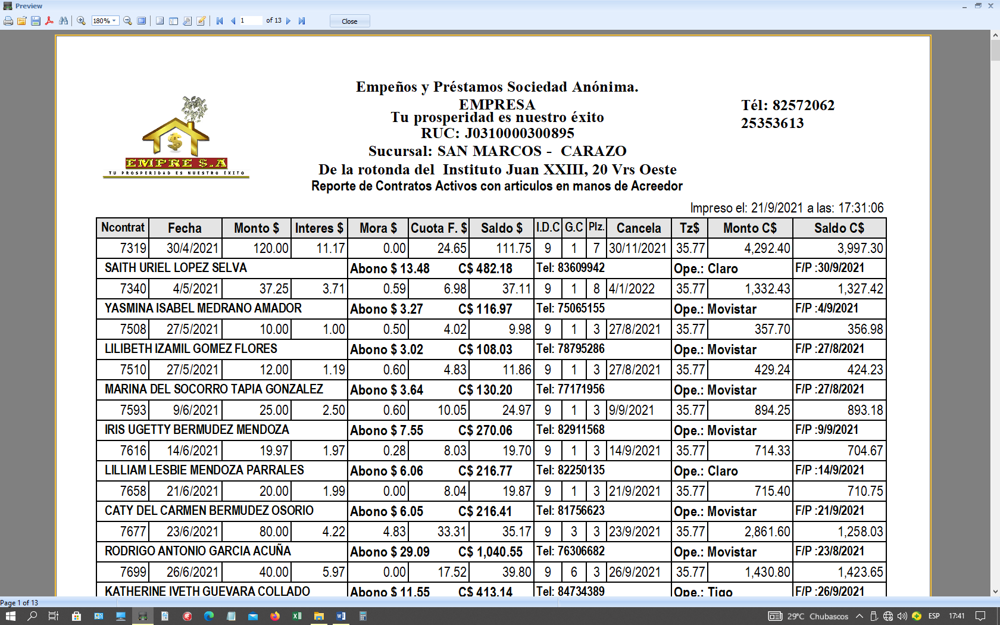 Preview
180%
1 of 13
Close
Empeños y Préstamos Sociedad Anónima.
EMPRESA
Tu prosperidad es nuestro éxito
RUC: J0310000300895
Sucursal: SAN MARCOS - CARAZO
De la rotonda del Instituto Juan XXIII, 20 Vrs Oeste
Reporte de Contratos Activos con articulos en manos de Acreedor
Tél: 82572062
25353613
EMPRE S.A
TU PROSPERIDAD ES NUESTRO ÉXITO
Impreso el: 21/9/2021 a las: 17:31:06
Ncontrat Fecha Monto $ Interes $ Mora $ Cuota F. $ Saldo $ I.D.C G.C Plz. Cancela Tz$ Monto C$ Saldo C$
7319 30/4/2021 120.00 11.17 0.00 24.65 111.75 9 1 7 30/11/2021 35.77 4,292.40 3,997.30
SAITH URIEL LOPEZ SELVA Abono $ 13.48 C$ 482.18 Tel: 83609942 Ope.: Claro F/P :30/9/2021
7340 4/5/2021 37.25 3.71 0.59 6.98 37.11 9 1 8 4/1/2022 35.77 1,332.43 1,327.42
YASMINA ISABEL MEDRANO AMADOR Abono $ 3.27 C$ 116.97 Tel: 75065155 Ope.: Movistar F/P :4/9/2021
7508 27/5/2021 10.00 1.00 0.50 4.02 9.98 9 1 3 27/8/2021 35.77 357.70 356.98
LILIBETH IZAMIL GOMEZ FLORES Abono $ 3.02 C$ 108.03 Tel: 78795286 Ope.: Movistar F/P :27/8/2021
7510 27/5/2021 12.00 1.19 0.60 4.83 11.86 9 1 3 27/8/2021 35.77 429.24 424.23
MARINA DEL SOCORRO TAPIA GONZALEZ Abono $ 3.64 C$ 130.20 Tel: 77171956 Ope.: Movistar F/P :27/8/2021
7593 9/6/2021 25.00 2.50 0.60 10.05 24.97 9 1 3 9/9/2021 35.77 894.25 893.18
IRIS UGETTY BERMUDEZ MENDOZA Abono $ 7.55 C$ 270.06 Tel: 82911568 Ope.: Movistar F/P :9/9/2021
7616 14/6/2021 19.97 1.97 0.28 8.03 19.70 9 1 3 14/9/2021 35.77 714.33 704.67
LILLIAM LESBIE MENDOZA PARRALES Abono $ 6.06 C$ 216.77 Tel: 82250135 Ope.: Claro F/P :14/9/2021
7658 21/6/2021 20.00 1.99 0.00 8.04 19.87 9 1 3 21/9/2021 35.77 715.40 710.75
CATY DEL CARMEN BERMUDEZ OSORIO Abono $ 6.05 C$ 216.41 Tel: 81756623 Ope.: Movistar F/P :21/9/2021
7677 23/6/2021 80.00 4.22 4.83 33.31 35.17 9 3 3 23/9/2021 35.77 2,861.60 1,258.03
RODRIGO ANTONIO GARCIA ACUÑA Abono $ 29.09 C$ 1,040.55 Tel: 76306682 Ope.: Movistar F/P :23/8/2021
7699 26/6/2021 40.00 5.97 0.00 17.52 39.80 9 6 3 26/9/2021 35.77 1,430.80 1,423.65
KATHERINE IVETH GUEVARA COLLADO Abono $ 11.55 C$ 413.14 Tel: 84734389 Ope.: Tigo F/P :26/9/2021
Page 1 of 13
29°C Chubascos ESP 17:41